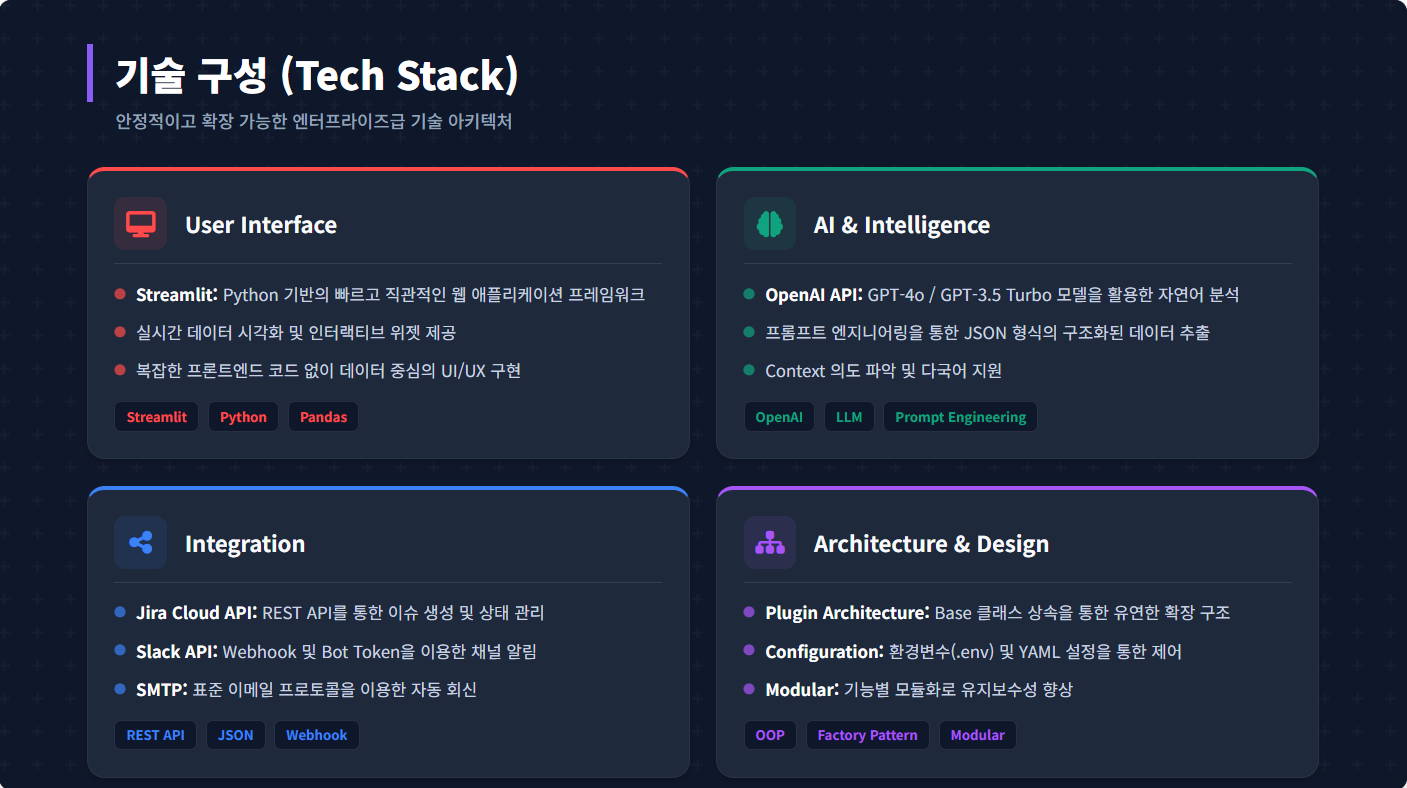 기술 구성 (Tech Stack)
안정적이고 확장 가능한 엔터프라이즈급 기술 아키텍처
User Interface
Streamlit: Python 기반의 빠르고 직관적인 웹 애플리케이션 프레임워크
실시간 데이터 시각화 및 인터랙티브 위젯 제공
복잡한 프론트엔드 코드 없이 데이터 중심의 UI/UX 구현
Streamlit Python Pandas
AI & Intelligence
OpenAI API: GPT-4o / GPT-3.5 Turbo 모델을 활용한 자연어 분석
프롬프트 엔지니어링을 통한 JSON 형식의 구조화된 데이터 추출
Context 의도 파악 및 다국어 지원
OpenAI LLM Prompt Engineering
Integration
Jira Cloud API: REST API를 통한 이슈 생성 및 상태 관리
Slack API: Webhook 및 Bot Token을 이용한 채널 알림
SMTP: 표준 이메일 프로토콜을 이용한 자동 회신
REST API JSON Webhook
Architecture & Design
Plugin Architecture: Base 클래스 상속을 통한 유연한 확장 구조
Configuration: 환경변수(.env) 및 YAML 설정을 통한 제어
Modular: 기능별 모듈화로 유지보수성 향상
OOP Factory Pattern Modular